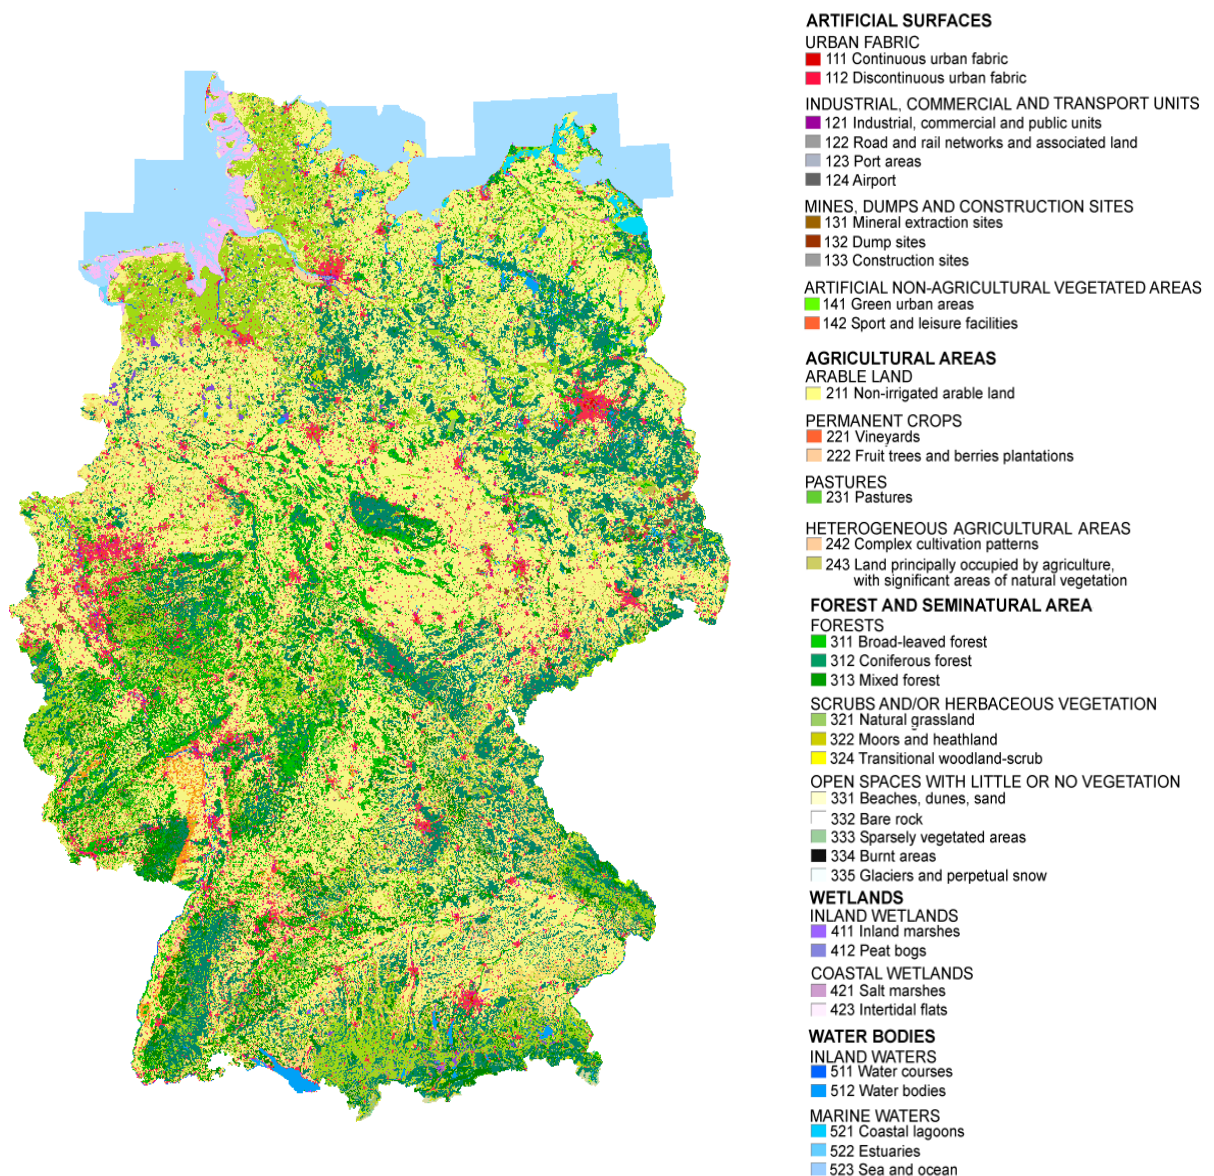 ARTIFICIAL SURFACES
URBAN FABRIC
111 Continuous urban fabric
112 Discontinuous urban fabric
INDUSTRIAL, COMMERCIAL AND TRANSPORT UNITS
121 Industrial, commercial and public units
122 Road and rail networks and associated land
123 Port areas
124 Airport
MINES, DUMPS AND CONSTRUCTION SITES
131 Mineral extraction sites
132 Dump sites
133 Construction sites
ARTIFICIAL NON-AGRICULTURAL VEGETATED AREAS
141 Green urban areas
142 Sport and leisure facilities
AGRICULTURAL AREAS
ARABLE LAND
211 Non-irrigated arable land
PERMANENT CROPS
221 Vineyards
222 Fruit trees and berries plantations
PASTURES
231 Pastures
HETEROGENEOUS AGRICULTURAL AREAS
242 Complex cultivation patterns
243 Land principally occupied by agriculture,
with significant areas of natural vegetation
FOREST AND SEMINATURAL AREA
FORESTS
311 Broad-leaved forest
312 Coniferous forest
313 Mixed forest
SCRUBS AND/OR HERBACEOUS VEGETATION
321 Natural grassland
322 Moors and heathland
324 Transitional woodland-scrub
OPEN SPACES WITH LITTLE OR NO VEGETATION
331 Beaches, dunes, sand
332 Bare rock
333 Sparsely vegetated areas
334 Burnt areas
335 Glaciers and perpetual snow
WETLANDS
INLAND WETLANDS
411 Inland marshes
412 Peat bogs
COASTAL WETLANDS
421 Salt marshes
423 Intertidal flats
WATER BODIES
INLAND WATERS
511 Water courses
512 Water bodies
MARINE WATERS
521 Coastal lagoons
522 Estuaries
523 Sea and ocean